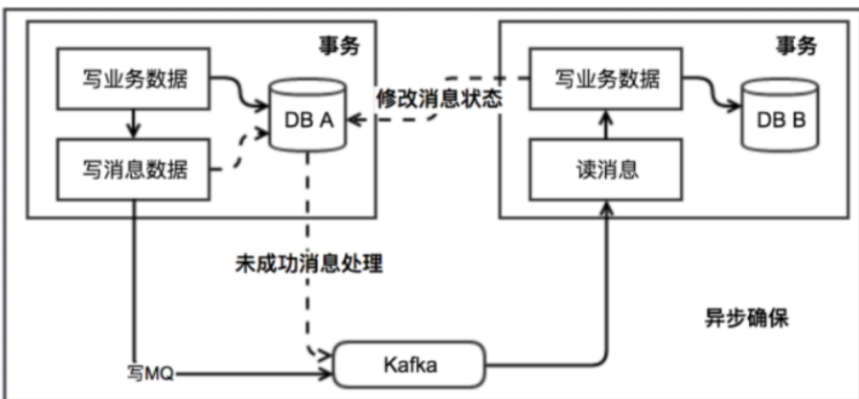 事务
事务
写业务数据
写业务数据
DB A
修改消息状态
DB B
写消息数据
读消息
未成功消息处理
异步确保
Kafka
写MQ